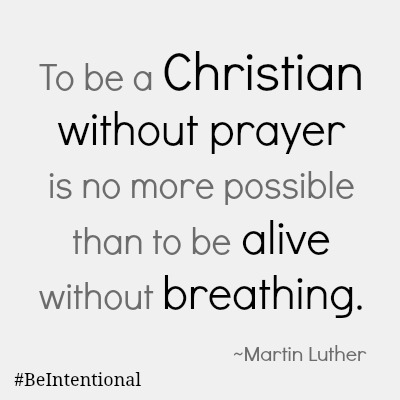 To be a Christian
without prayer
is no more possible
than to be alive
without breathing.
~Martin Luther
#BeIntentional